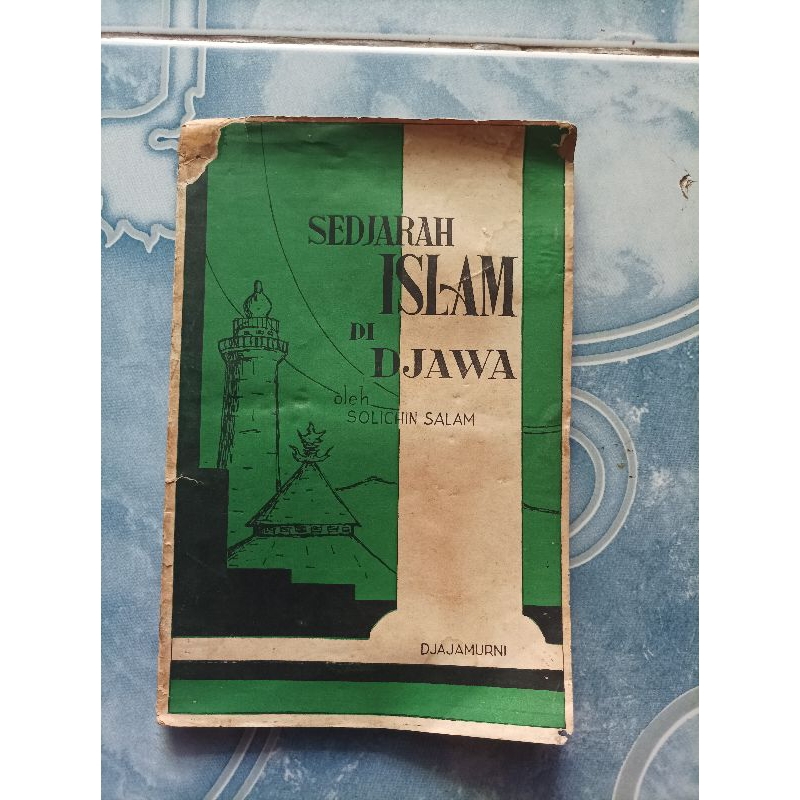 SEDJARAH
ISLAM
DI
DJAWA
oleh
SOLICHIN SALAM
DJAJAMURNI